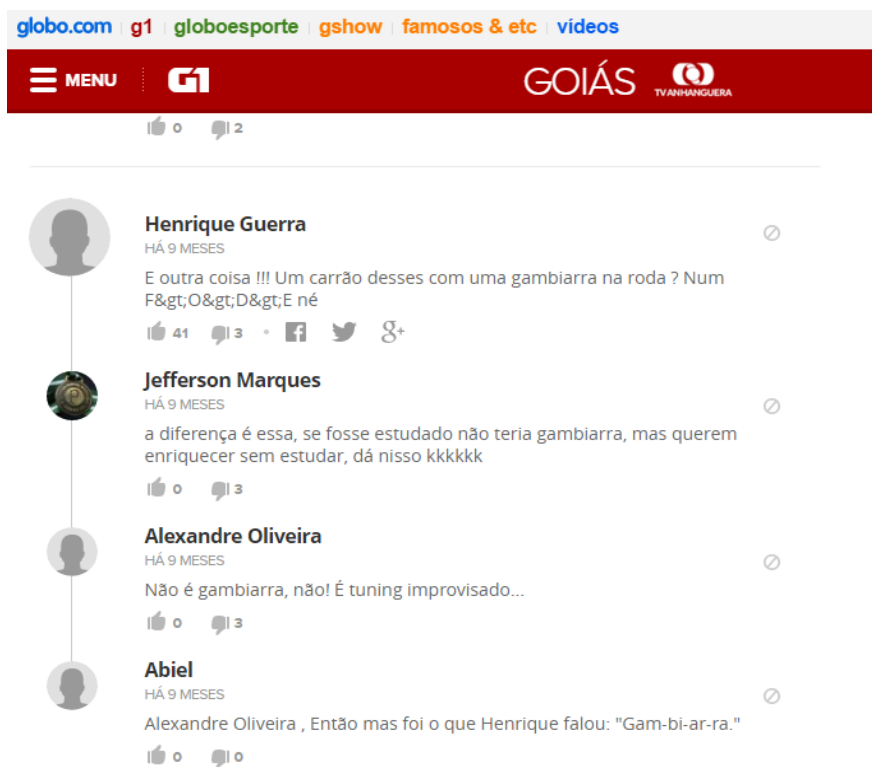 globo.com g1 globoesporte gshow famosos & etc vídeos
MENU G1 GOIÁS TV ANHANGUERA
0 2
Henrique Guerra
HÁ 9 MESES
E outra coisa !!! Um carrão desses com uma gambiarra na roda ? Num
F&gt;O&gt;D&gt;E né
41 3 g+
Jefferson Marques
HÁ 9 MESES
a diferença é essa, se fosse estudado não teria gambiarra, mas querem
enriquecer sem estudar, dá nisso kkkkkk
0 3
Alexandre Oliveira
HÁ 9 MESES
Não é gambiarra, não! É tuning improvisado...
0 3
Abiel
HÁ 9 MESES
Alexandre Oliveira , Então mas foi o que Henrique falou: "Gam-bi-ar-ra."
0 0